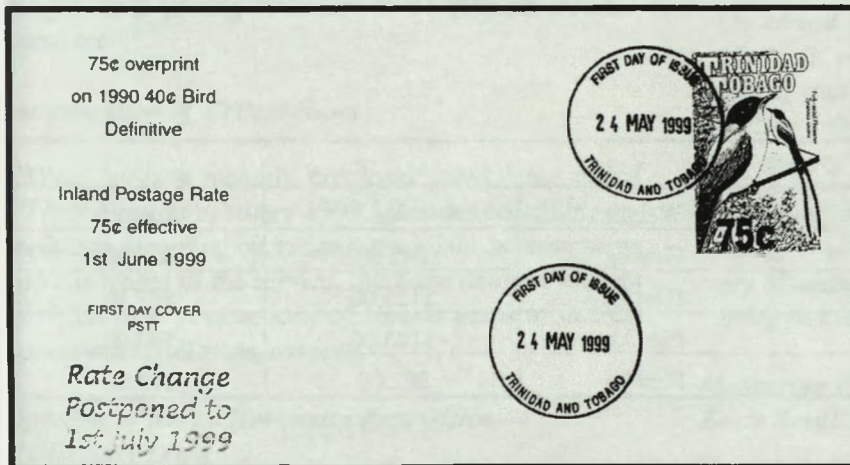 75¢ overprint
on 1990 40¢ Bird
Definitive
Inland Postage Rate
75¢ effective
1st June 1999
FIRST DAY COVER
PSTT
Rate Change
Postponed to
1st july 1999
FIRST DAY OF ISSUE
24 MAY 1999
TRINIDAD AND TOBAGO
TRINIDAD
TOBAGO
75¢
FIRST DAY OF ISSUE
24 MAY 1999
TRINIDAD AND TOBAGO